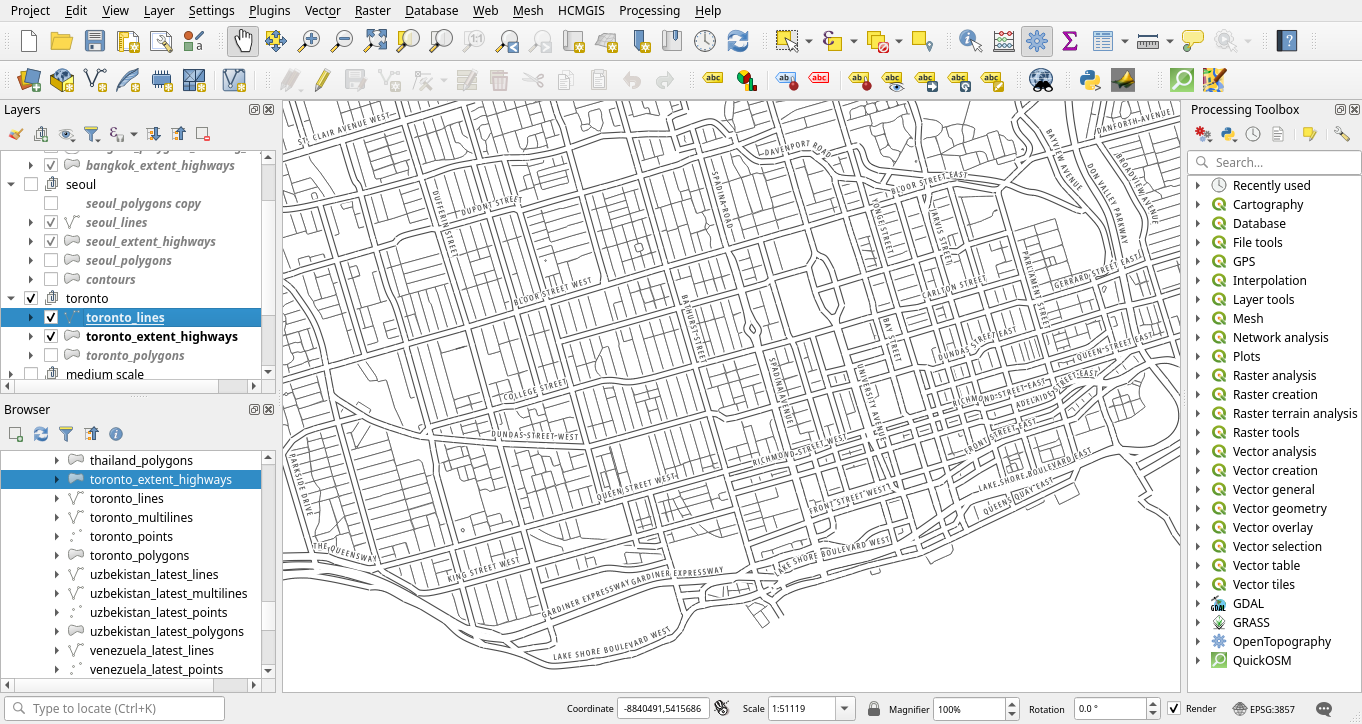 Project Edit View Layer Settings Plugins Vector Raster Database Web Mesh HCMGIS Processing Help
1:1
?
abc abc abc abc abc abc abc abc
Layers
bangkok_extent_highways
seoul
seoul_polygons copy
seoul_lines
seoul_extent_highways
seoul_polygons
contours
toronto
toronto_lines
toronto_extent_highways
toronto_polygons
medium scale
Browser
thailand_polygons
toronto_extent_highways
toronto_lines
toronto_multilines
toronto_points
toronto_polygons
uzbekistan_latest_lines
uzbekistan_latest_multilines
uzbekistan_latest_points
uzbekistan_latest_polygons
venezuela_latest_lines
venezuela_latest_points
ST. CLAIR AVENUE WEST
DAVENPORT ROAD
DANFORTH AVENUE
BAYVIEW AVENUE
DON VALLEY PARKWAY
BROADVIEW AVENUE
BLOOR STREET EAST
SPADINA ROAD
DUFFERIN STREET
DUPONT STREET
YONGE STREET
JARVIS STREET
PARLIAMENT STREET
GERRARD STREET EAST
CARLTON STREET
BLOOR STREET WEST
BATHURST STREET
BAY STREET
DUNDAS STREET EAST
QUEEN STREET EAST
SPADINA AVENUE
UNIVERSITY AVENUE
RICHMOND STREET EAST
ADELAIDE STREET EAST
COLLEGE STREET
DUNDAS STREET WEST
RICHMOND STREET WEST
FRONT STREET EAST
PARKSIDE DRIVE
QUEEN STREET WEST
FRONT STREET WEST
LAKE SHORE BOULEVARD EAST
QUEENS QUAY EAST
THE QUEENSWAY
KING STREET WEST
GARDINER EXPRESSWAY
GARDINER EXPRESSWAY
LAKE SHORE BOULEVARD WEST
LAKE SHORE BOULEVARD WEST
Processing Toolbox
Search...
Recently used
Cartography
Database
File tools
GPS
Interpolation
Layer tools
Mesh
Network analysis
Plots
Raster analysis
Raster creation
Raster terrain analysis
Raster tools
Vector analysis
Vector creation
Vector general
Vector geometry
Vector overlay
Vector selection
Vector table
Vector tiles
GDAL GDAL
GRASS
OpenTopography
QuickOSM
Type to locate (Ctrl+K) Coordinate -8840491,5415686 Scale 1:51119 Magnifier 100% Rotation 0.0 ° Render EPSG:3857